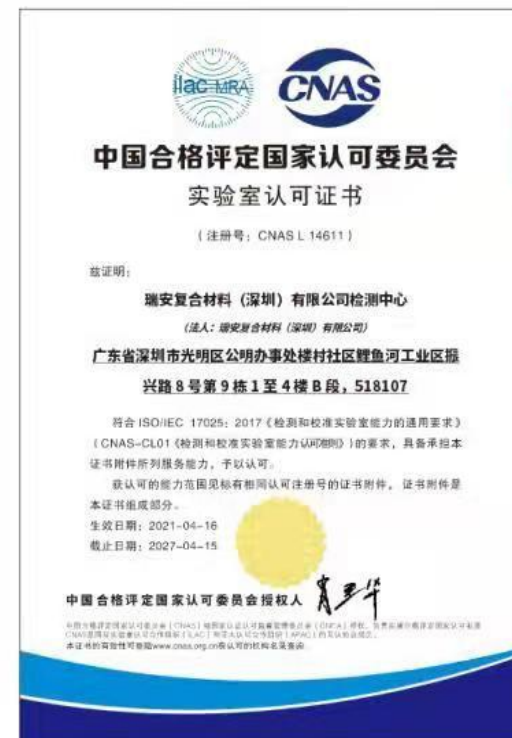 ilac-MRA
CNAS
中国合格评定国家认可委员会
实验室认可证书
（注册号：CNAS L 14611）
兹证明：
瑞安复合材料（深圳）有限公司检测中心
（法人：瑞安复合材料（深圳）有限公司）
广东省深圳市光明区公明办事处楼村社区鲤鱼河工业区振
兴路8号第9栋1至4楼B段，518107
符合 ISO/IEC 17025：2017《检测和校准实验室能力的通用要求》
（CNAS-CL01《检测和校准实验室能力认可准则》）的要求，具备承担本
证书附件所列服务能力，予以认可。
获认可的能力范围见标有相同认可注册号的证书附件，证书附件是
本证书组成部分。
生效日期：2021-04-16
截止日期：2027-04-15
中国合格评定国家认可委员会授权人
本证书的有效性可登陆www.cnas.org.cn获认可的机构名录查询